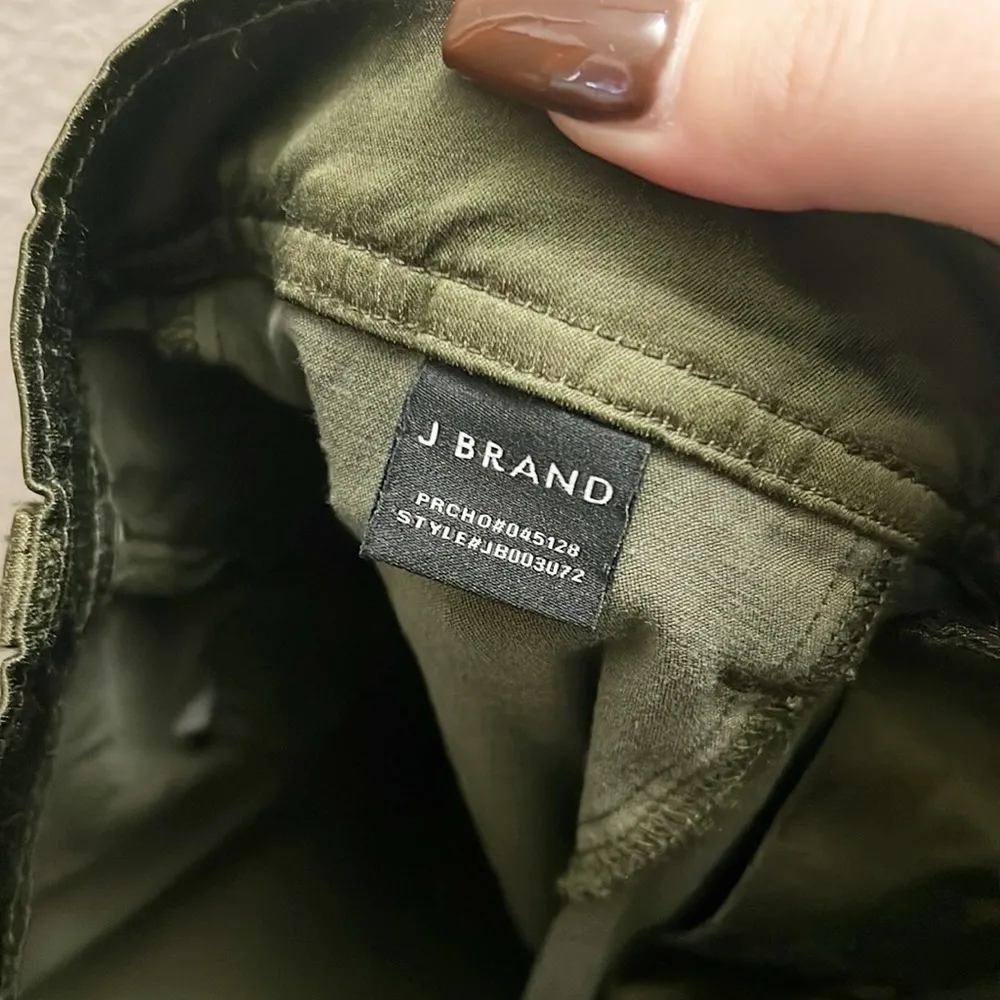 J BRAND
PRCHO#045128
STYLE#JB003072